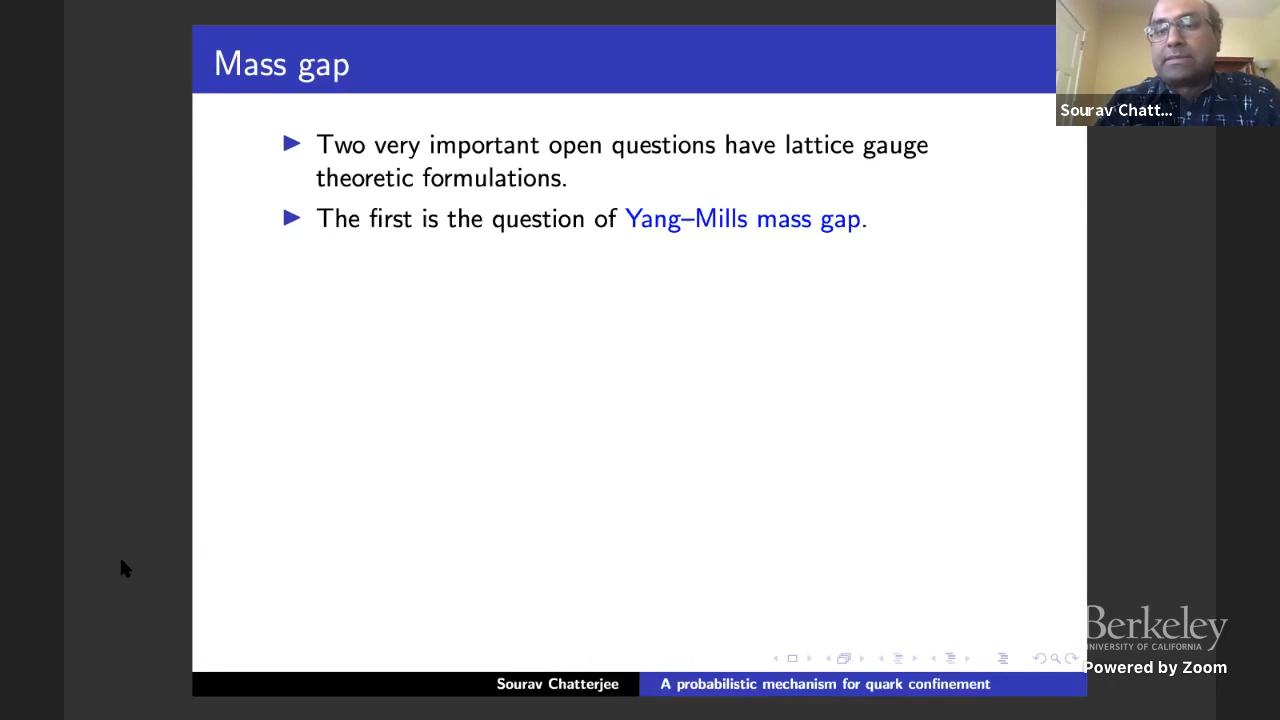 Mass gap
Sourav Chatt...
▶ Two very important open questions have lattice gauge
theoretic formulations.
▶ The first is the question of Yang–Mills mass gap.
Berkeley
UNIVERSITY OF CALIFORNIA
Powered by Zoom
Sourav Chatterjee
A probabilistic mechanism for quark confinement